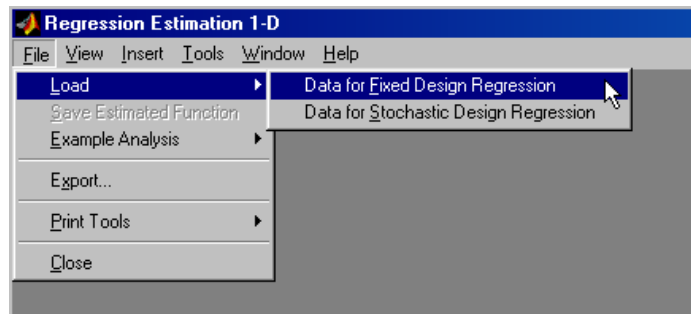 Regression Estimation 1-D
File View Insert Tools Window Help
Load
Data for Fixed Design Regression
Save Estimated Function
Data for Stochastic Design Regression
Example Analysis
Export...
Print Tools
Close